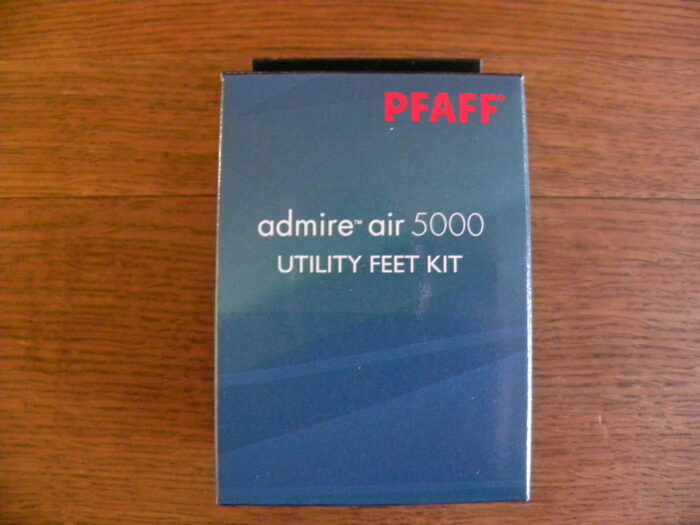 PFAFF®
admire™ air 5000
UTILITY FEET KIT